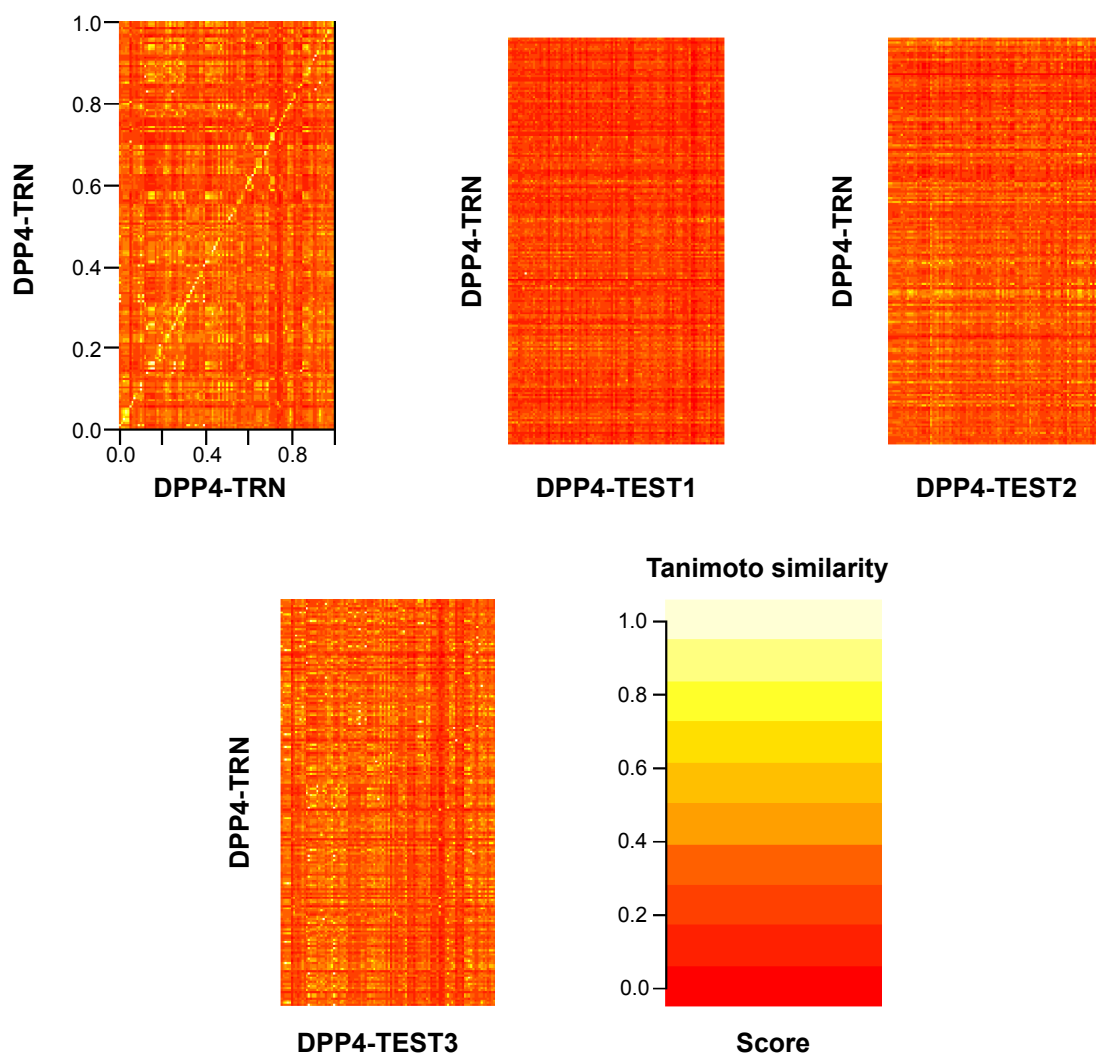 1.0
0.8
0.6
0.4
0.2
0.0
DPP4-TRN
0.0 0.4 0.8
DPP4-TRN
DPP4-TRN
DPP4-TEST1
DPP4-TRN
DPP4-TEST2
DPP4-TRN
DPP4-TEST3
Tanimoto similarity
1.0
0.8
0.6
0.4
0.2
0.0
Score